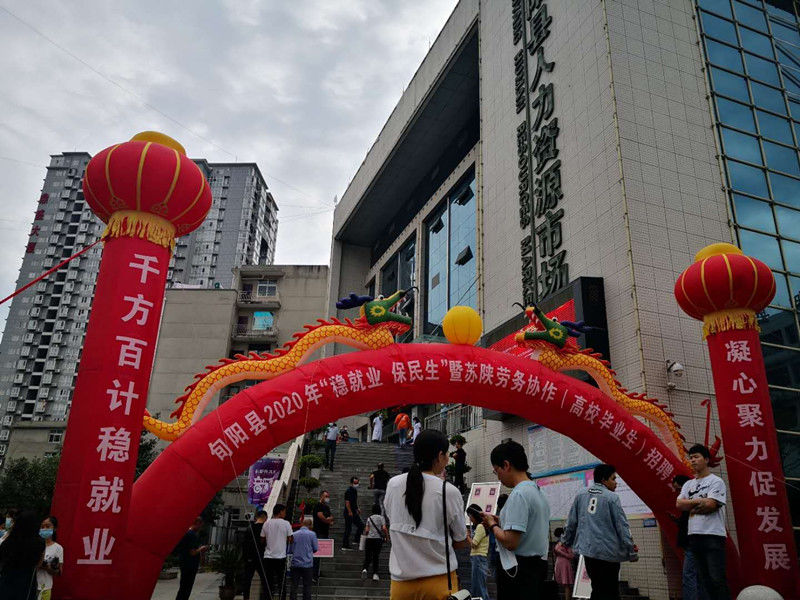 县人力资源市场
千方百计稳就业
旬阳县2020年“稳就业 保民生”暨苏陕劳务协作（高校毕业生）招聘
凝心聚力促发展
8